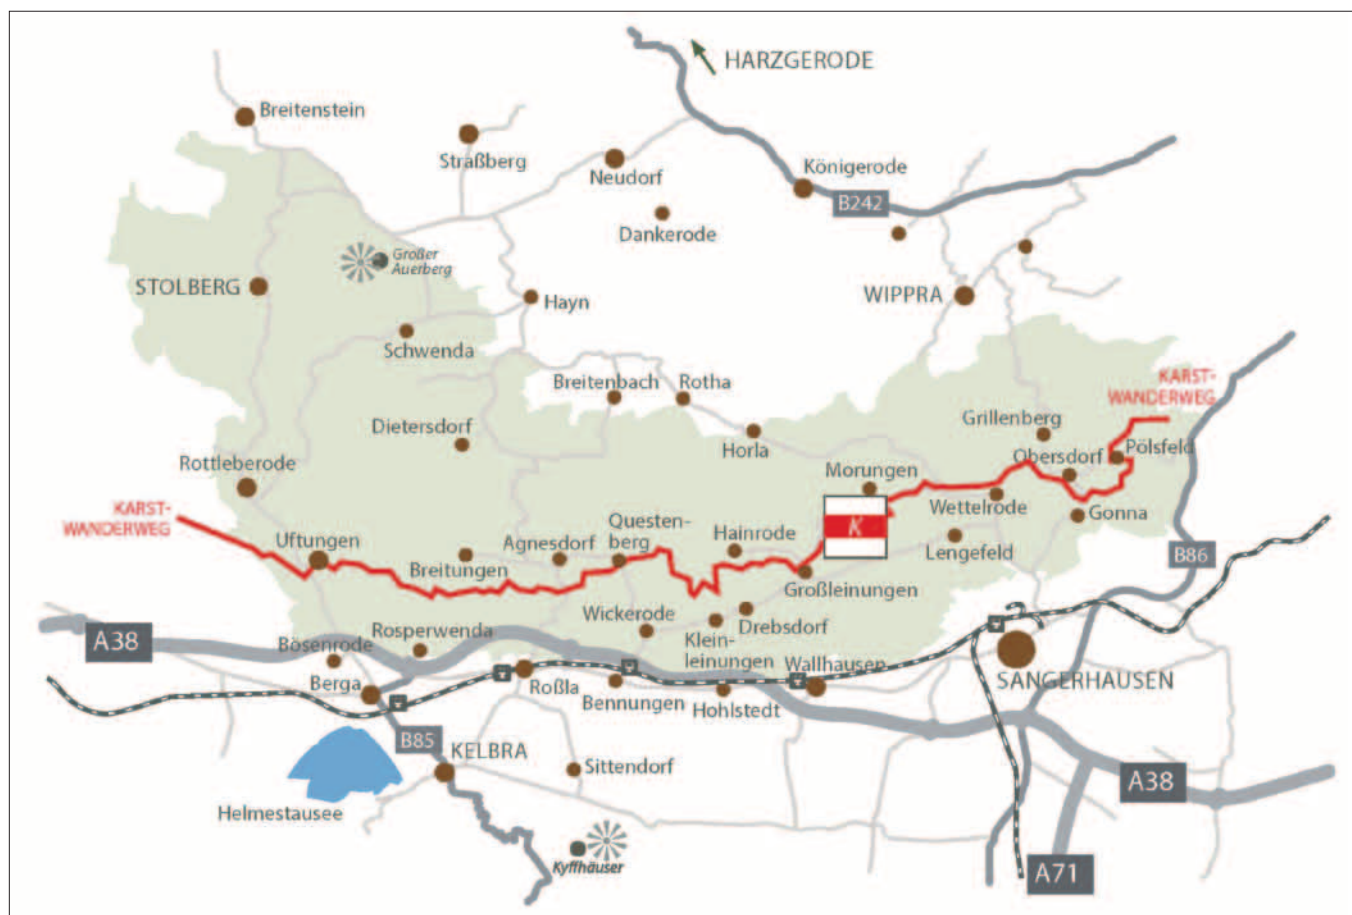 HARZGERODE
Breitenstein
Straßberg
Neudorf
Königerode
B242
Dankerode
Großer
Auerberg
STOLBERG
Hayn
WIPPRA
Schwenda
Breitenbach
Rotha
KARST-
WANDERWEG
Grillenberg
Dietersdorf
Horla
Pölsfeld
Obersdorf
Rottleberode
Morungen
KARST-
WANDERWEG
Wettelrode
Gonna
Questen-
berg
Hainrode
K
Uftungen
Agnesdorf
Breitungen
Lengefeld
B86
Großleinungen
Wickerode
Drebsdorf
Klein-
leinungen
A38
Rosperwenda
Bösenrode
Wallhausen
SANGERHAUSEN
Berga
Roßla
Bennungen
Hohlstedt
B85
KELBRA
Sittendorf
A38
Helmestausee
Kyffhäuser
A71